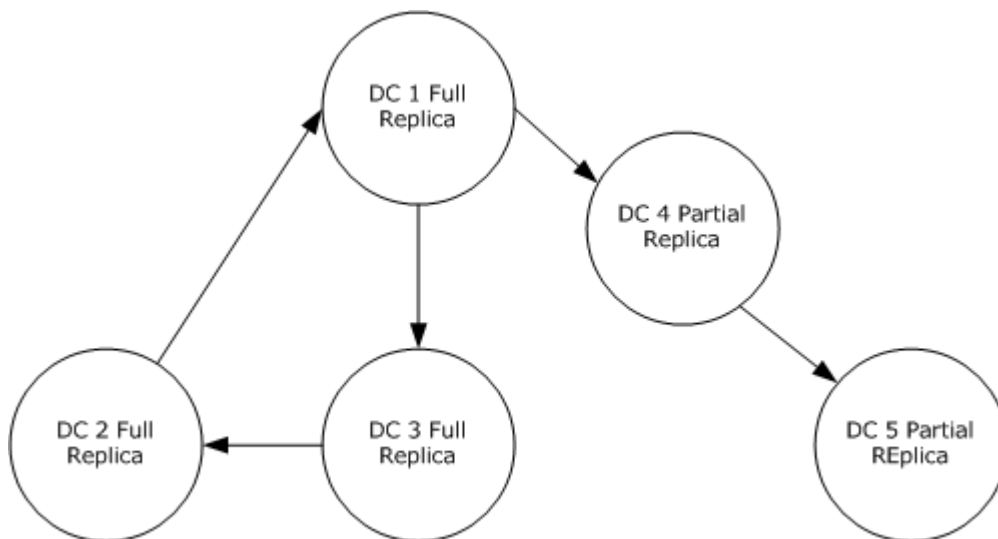 DC 1 Full
Replica
DC 4 Partial
Replica
DC 2 Full
Replica
DC 3 Full
Replica
DC 5 Partial
REplica